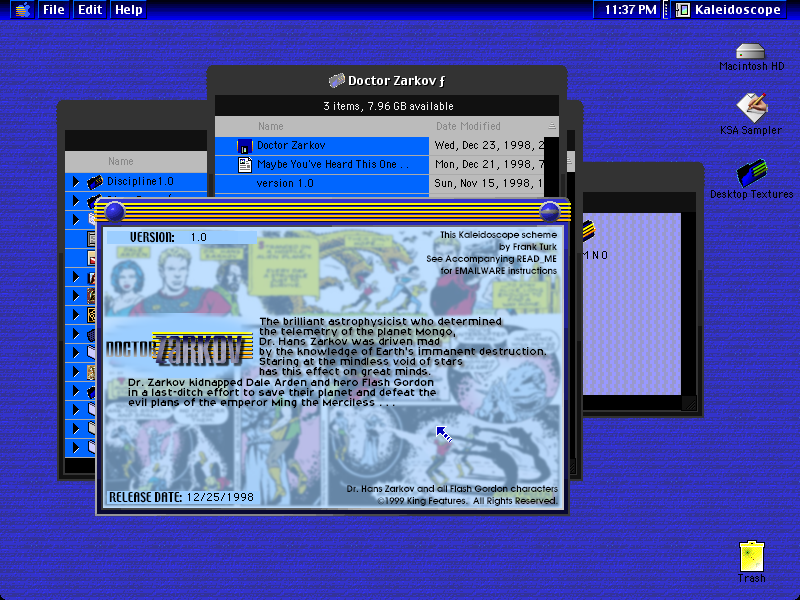 File Edit Help
11:37 PM
Kaleidoscope
Macintosh HD
KSA Sampler
Desktop Textures
Trash
Doctor Zarkov ƒ
3 items, 7.96 GB available
Name Date Modified
Doctor Zarkov Wed, Dec 23, 1998, 2
Maybe You've Heard This One . . Mon, Dec 21, 1998, 7
version 1.0 Sun, Nov 15, 1998, 1
Name
Discipline1.0
M N O
VERSION: 1.0
This Kaleidoscope scheme
by Frank Turk
See Accompanying READ_ME
for EMAILWARE instructions
DOCTOR ZARKOV
The brilliant astrophysicist who determined
the telemetry of the planet Mongo,
Dr. Hans Zarkov was driven mad
by the knowledge of Earth's immanent destruction.
Staring at the mindless void of stars
has this effect on great minds.
Dr. Zarkov kidnapped Dale Arden and hero Flash Gordon
in a last-ditch effort to save their planet and defeat the
evil plans of the emperor Ming the Merciless . . .
RELEASE DATE: 12/25/1998
Dr. Hans Zarkov and all Flash Gordon characters
©1999 King Features. All Rights Reserved.